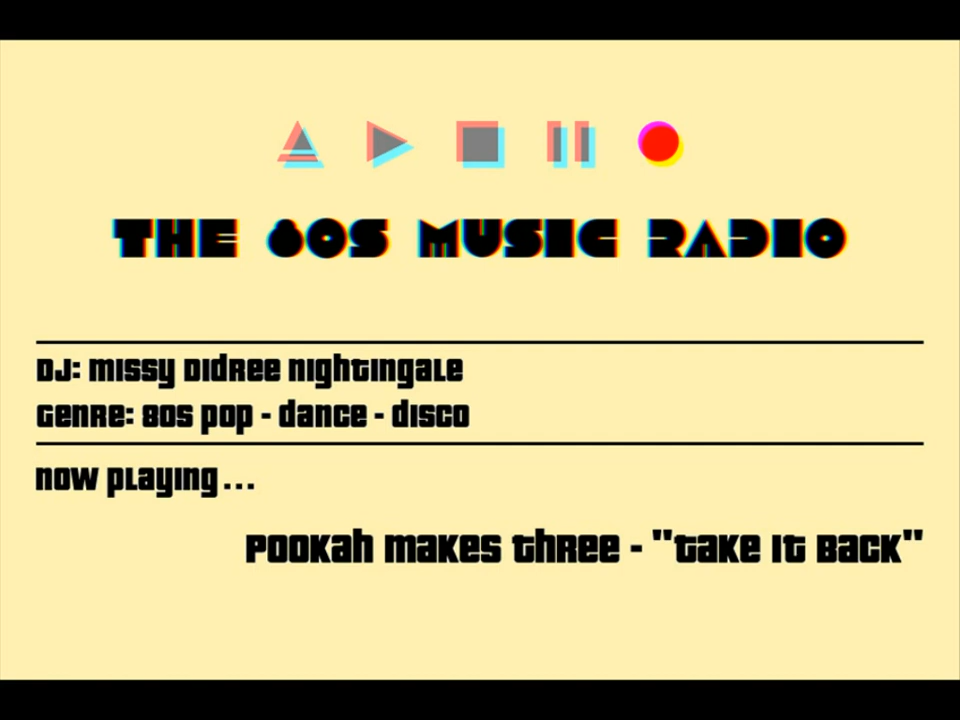 THE 80S MUSIC RADIO
DJ: Missy Didree Nightingale
Genre: 80s Pop - Dance - Disco
Now Playing...
Pookah Makes Three - "Take It Back"